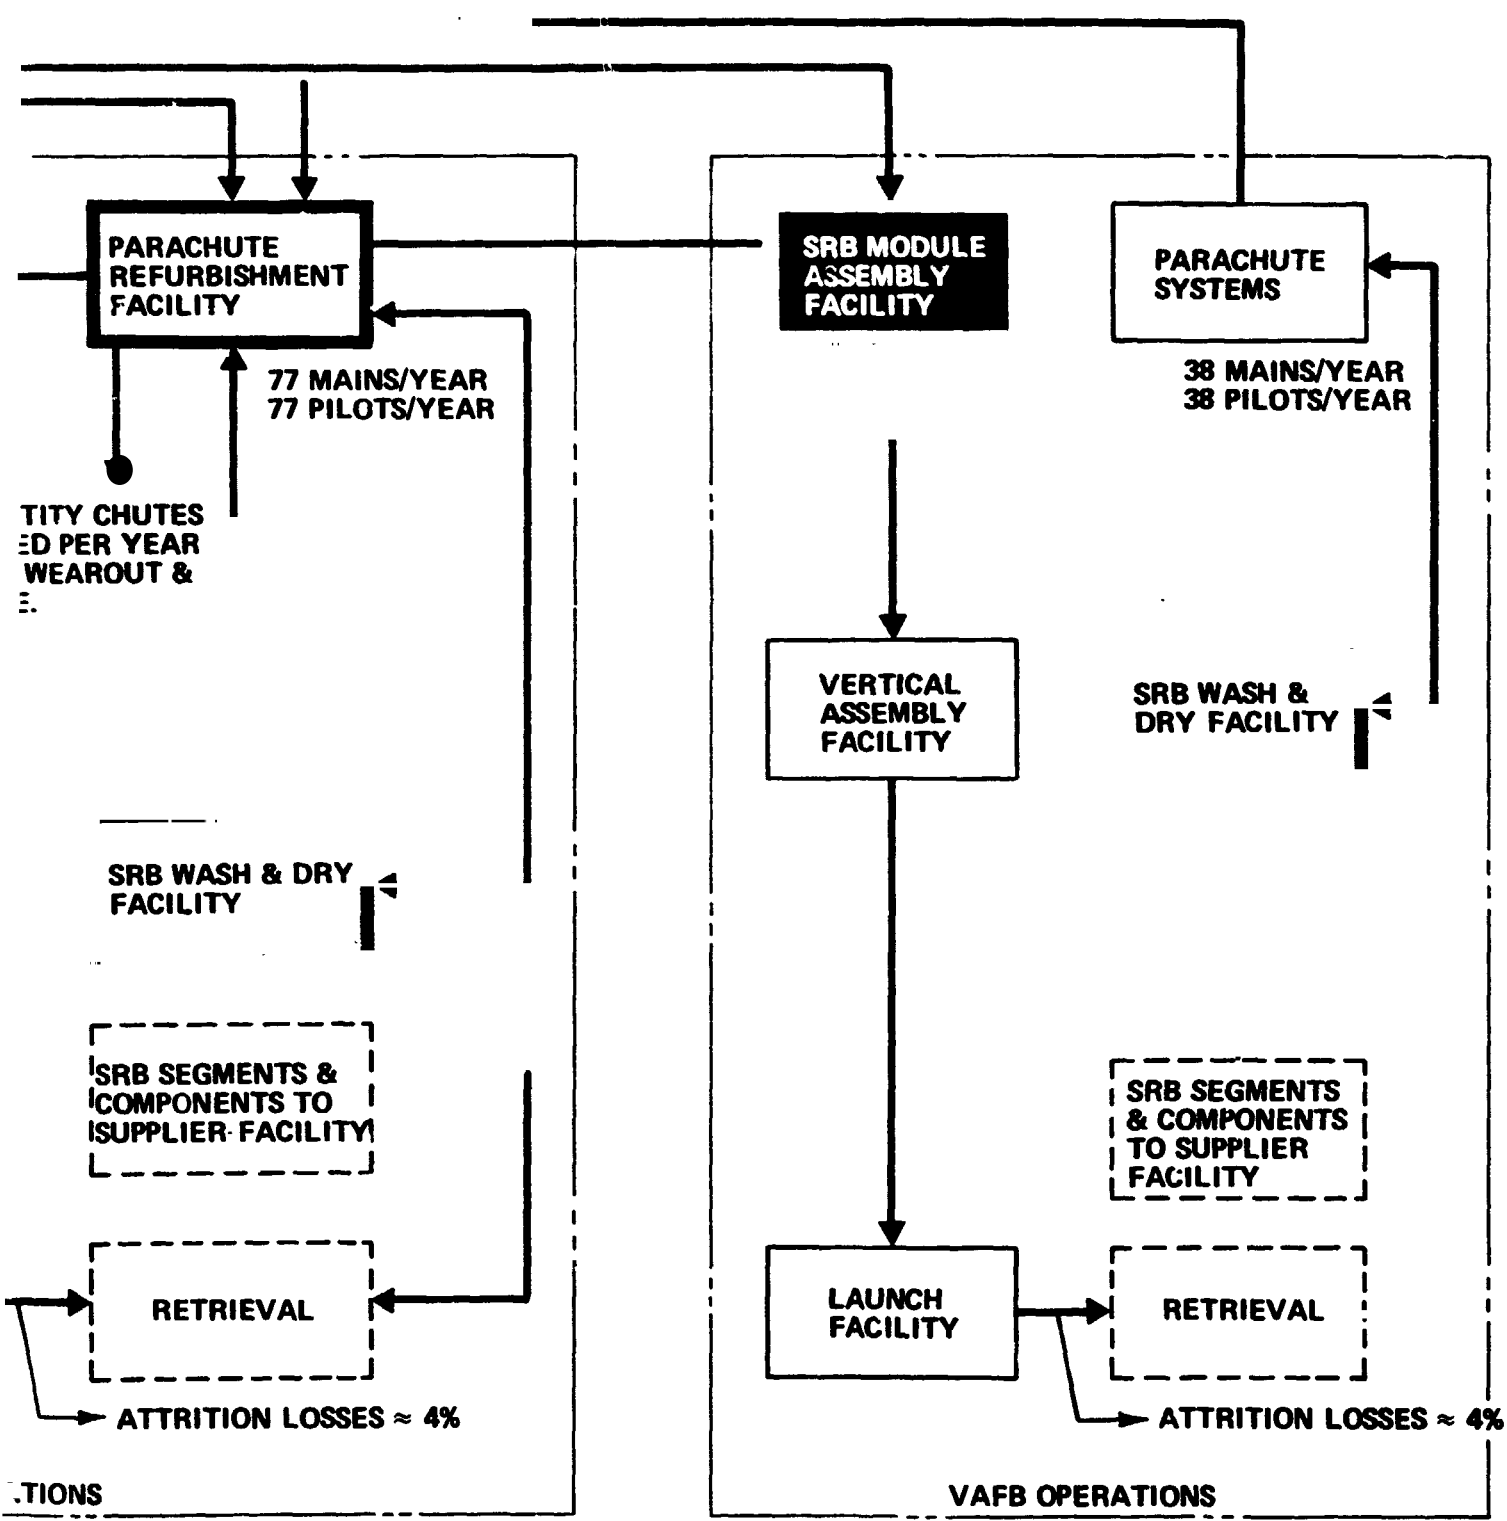 PARACHUTE
REFURBISHMENT
FACILITY
77 MAINS/YEAR
77 PILOTS/YEAR
TITY CHUTES
ED PER YEAR
WEAROUT &
E.
SRB WASH & DRY
FACILITY
SRB SEGMENTS &
COMPONENTS TO
SUPPLIER FACILITY
RETRIEVAL
ATTRITION LOSSES ≈ 4%
TIONS
SRB MODULE
ASSEMBLY
FACILITY
PARACHUTE
SYSTEMS
38 MAINS/YEAR
38 PILOTS/YEAR
VERTICAL
ASSEMBLY
FACILITY
SRB WASH &
DRY FACILITY
SRB SEGMENTS
& COMPONENTS
TO SUPPLIER
FACILITY
LAUNCH
FACILITY
RETRIEVAL
ATTRITION LOSSES ≈ 4%
VAFB OPERATIONS